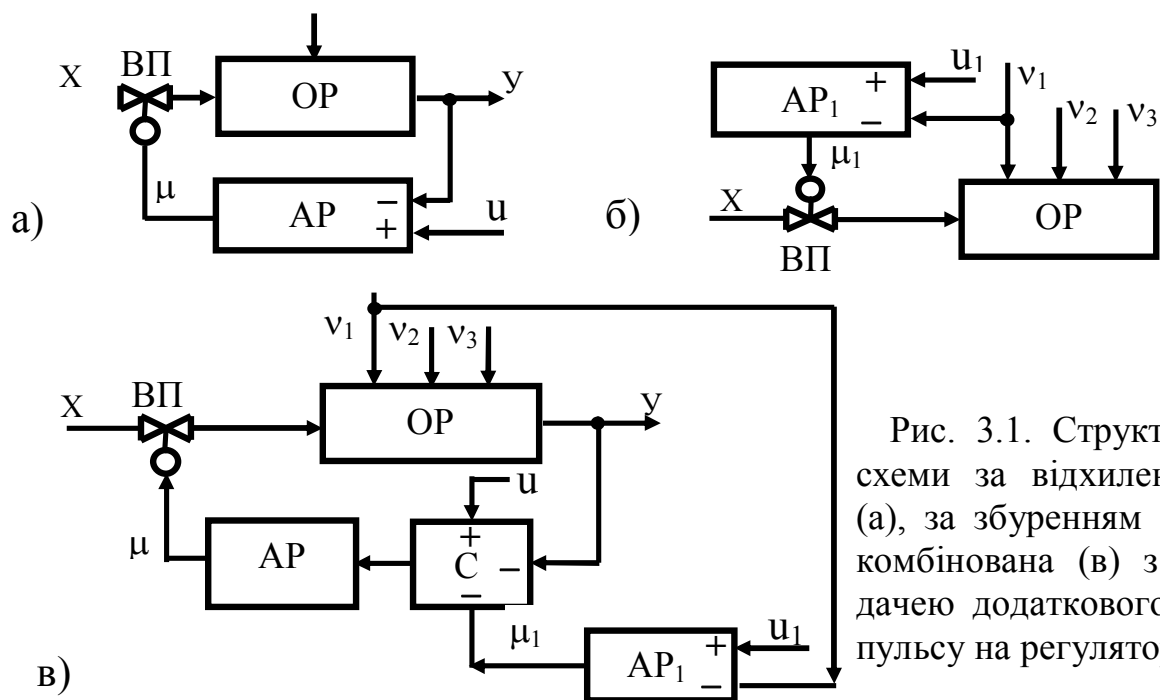 X
ВП
ОР
У
μ
АР
−
+
u
а)
АР₁
+
−
u₁
ν₁
ν₂
ν₃
μ₁
X
ВП
ОР
б)
ν₁
ν₂
ν₃
X
ВП
ОР
У
u
μ
АР
+
С
−
−
μ₁
АР₁
+
−
u₁
в)
Рис. 3.1. Структ
схеми за відхилен
(а), за збуренням
комбінована (в) з
дачею додаткового
пульсу на регулято